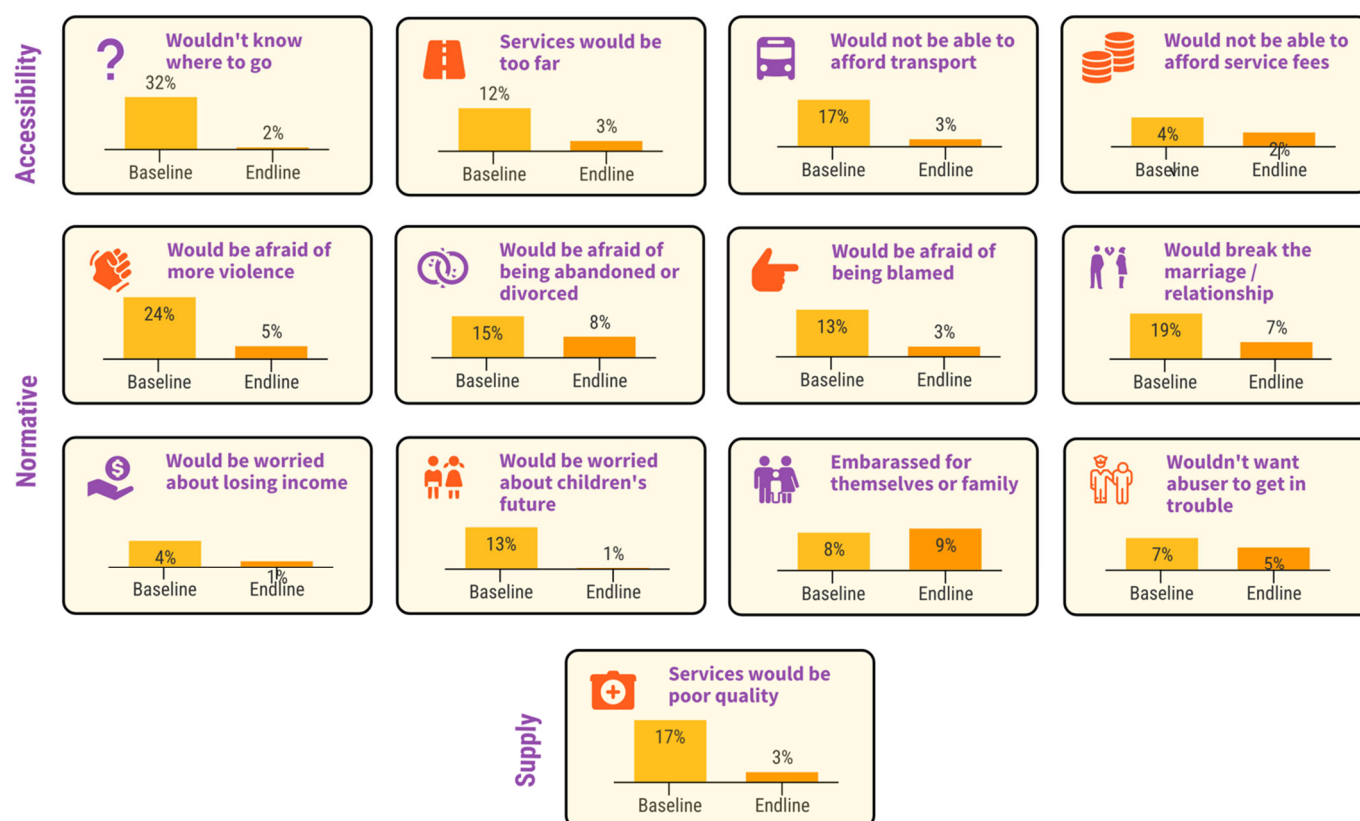 Accessibility
Wouldn't know
where to go
32%
2%
Baseline
Endline
Services would be
too far
12%
3%
Baseline
Endline
Would not be able to
afford transport
17%
3%
Baseline
Endline
Would not be able to
afford service fees
4%
2%
Baseline
Endline
Normative
Would be afraid of
more violence
24%
5%
Baseline
Endline
Would be afraid of
being abandoned or
divorced
15%
8%
Baseline
Endline
Would be afraid of
being blamed
13%
3%
Baseline
Endline
Would break the
marriage /
relationship
19%
7%
Baseline
Endline
Would be worried
about losing income
4%
1%
Baseline
Endline
Would be worried
about children's
future
13%
1%
Baseline
Endline
Embarassed for
themselves or family
8%
9%
Baseline
Endline
Wouldn't want
abuser to get in
trouble
7%
5%
Baseline
Endline
Supply
Services would be
poor quality
17%
3%
Baseline
Endline